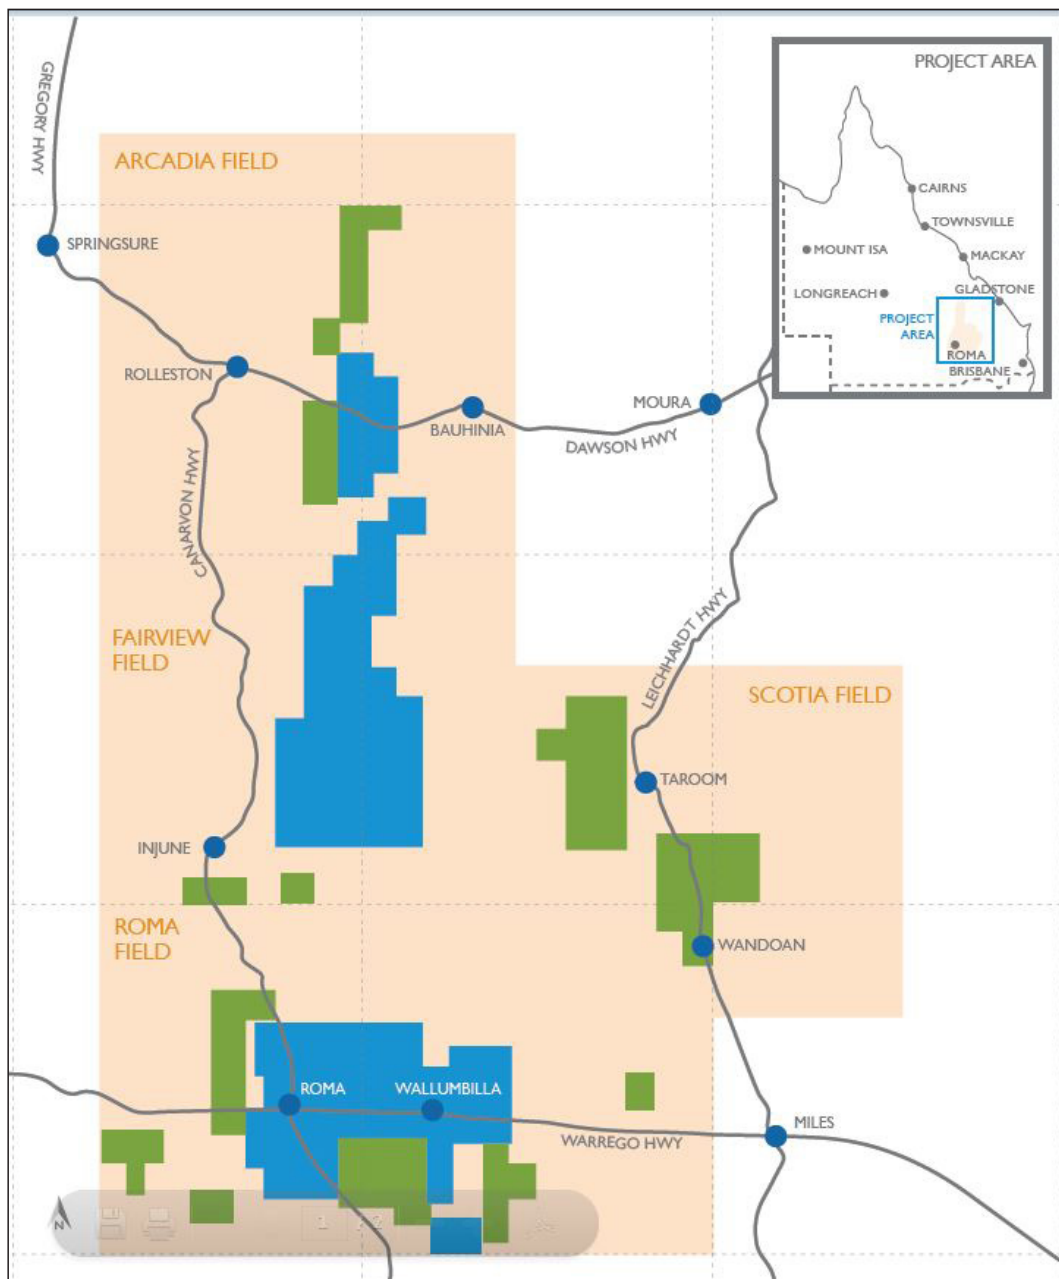 PROJECT AREA
CAIRNS
TOWNSVILLE
MOUNT ISA
MACKAY
LONGREACH
GLADSTONE
PROJECT
AREA
ROMA
BRISBANE
GREGORY HWY
ARCADIA FIELD
SPRINGSURE
ROLLESTON
BAUHINIA
MOURA
DAWSON HWY
CANARVON HWY
FAIRVIEW
FIELD
LEICHHARDT HWY
SCOTIA FIELD
TAROOM
INJUNE
ROMA
FIELD
WANDOAN
ROMA
WALLUMBILLA
MILES
WARREGO HWY
N
1
/ 2